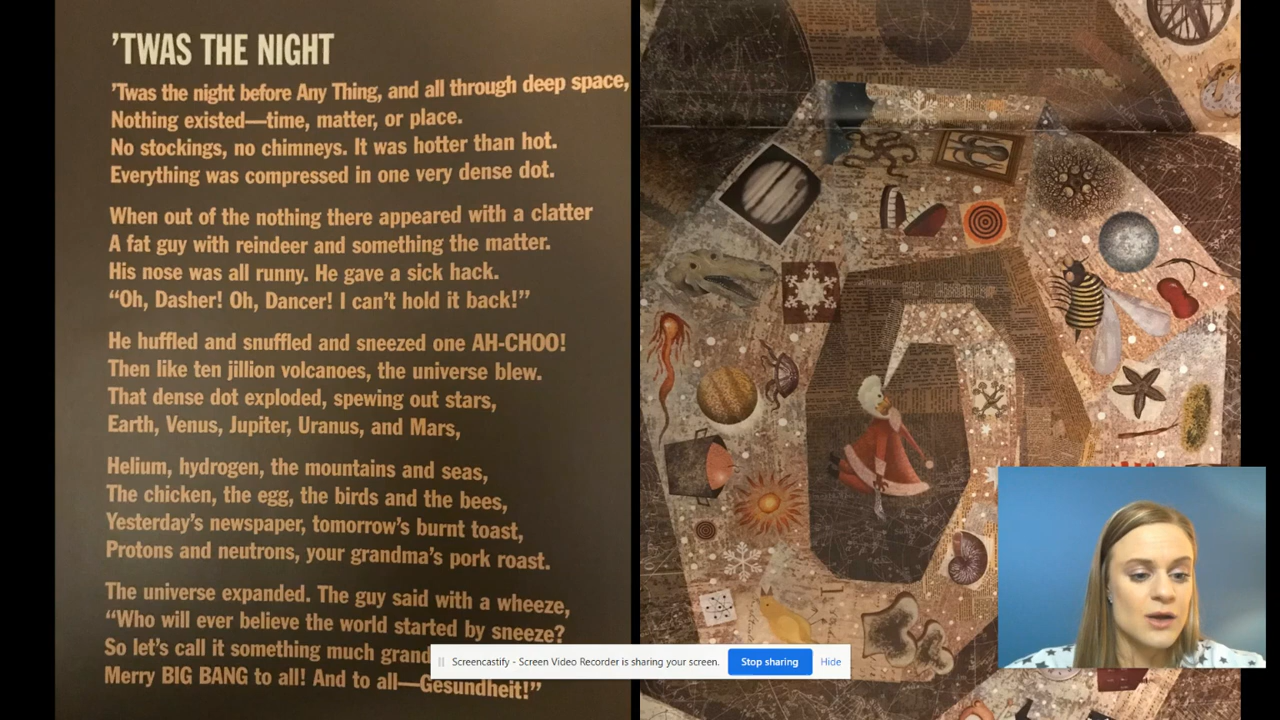 'TWAS THE NIGHT
'Twas the night before Any Thing, and all through deep space,
Nothing existed—time, matter, or place.
No stockings, no chimneys. It was hotter than hot.
Everything was compressed in one very dense dot.
When out of the nothing there appeared with a clatter
A fat guy with reindeer and something the matter.
His nose was all runny. He gave a sick hack.
“Oh, Dasher! Oh, Dancer! I can't hold it back!”
He huffled and snuffled and sneezed one AH-CHOO!
Then like ten jillion volcanoes, the universe blew.
That dense dot exploded, spewing out stars,
Earth, Venus, Jupiter, Uranus, and Mars,
Helium, hydrogen, the mountains and seas,
The chicken, the egg, the birds and the bees,
Yesterday's newspaper, tomorrow's burnt toast,
Protons and neutrons, your grandma's pork roast.
The universe expanded. The guy said with a wheeze,
“Who will ever believe the world started by sneeze?
So let's call it something much grand
Merry BIG BANG to all! And to all—Gesundheit!”
Screencastify - Screen Video Recorder is sharing your screen.
Stop sharing
Hide